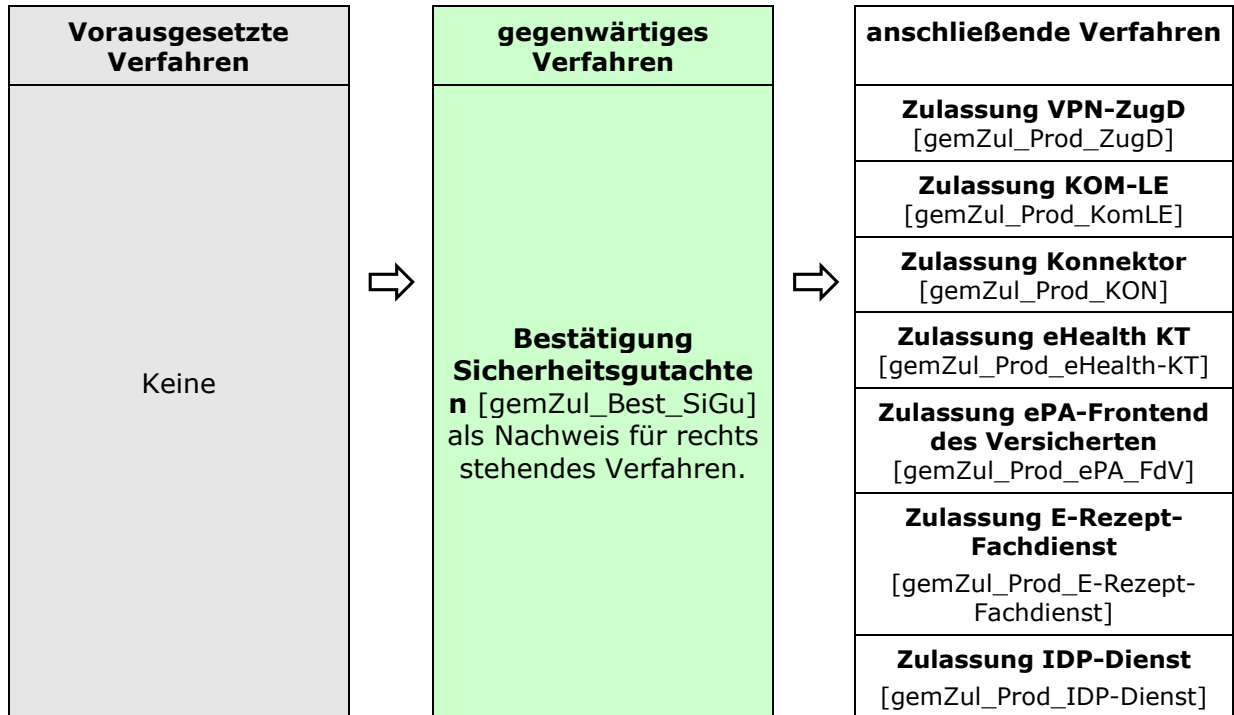 Vorausgesetzte
Verfahren
Keine
gegenwärtiges
Verfahren
Bestätigung
Sicherheitsgutachte
n [gemZul_Best_SiGu]
als Nachweis für rechts
stehendes Verfahren.
anschließende Verfahren
Zulassung VPN-ZugD
[gemZul_Prod_ZugD]
Zulassung KOM-LE
[gemZul_Prod_KomLE]
Zulassung Konnektor
[gemZul_Prod_KON]
Zulassung eHealth KT
[gemZul_Prod_eHealth-KT]
Zulassung ePA-Frontend
des Versicherten
[gemZul_Prod_ePA_FdV]
Zulassung E-Rezept-
Fachdienst
[gemZul_Prod_E-Rezept-
Fachdienst]
Zulassung IDP-Dienst
[gemZul_Prod_IDP-Dienst]